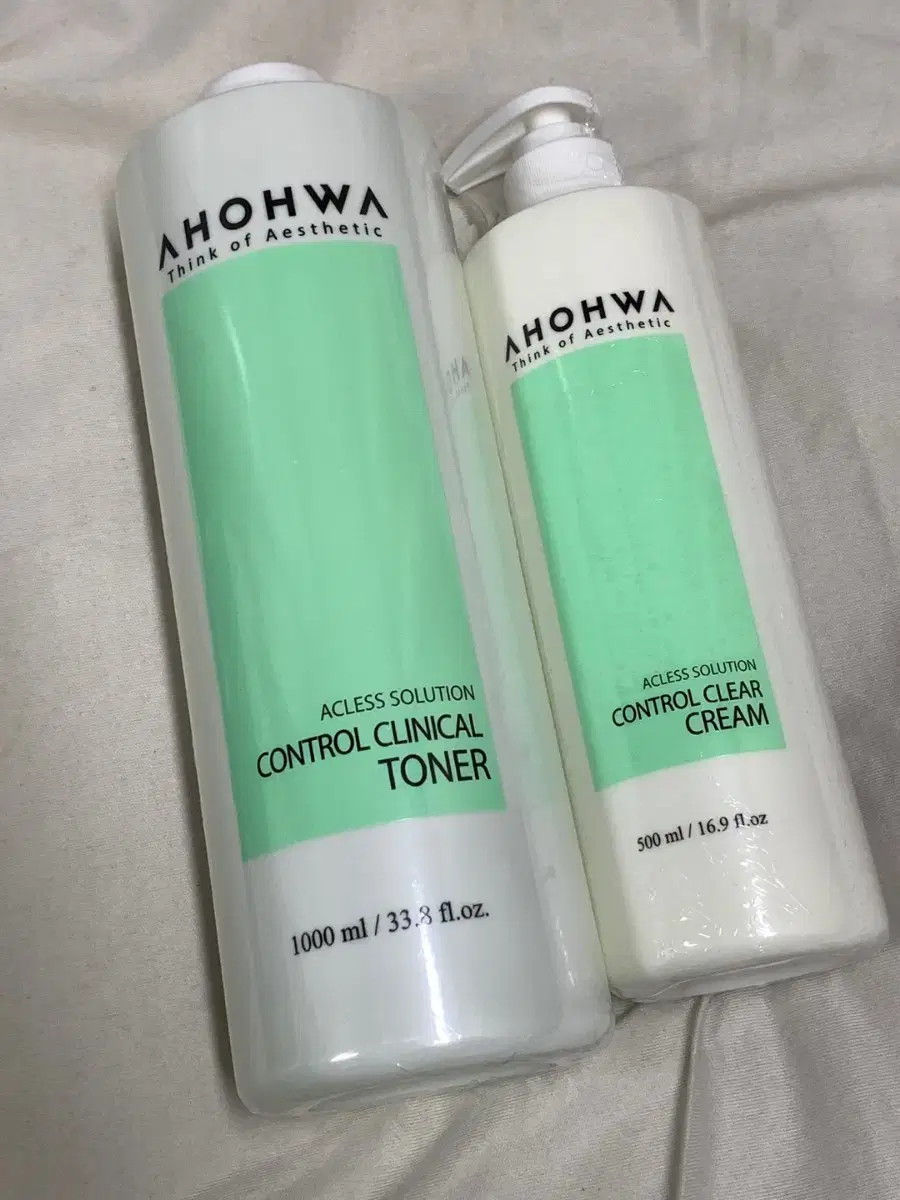 AHOHWA
Think of Aesthetic
ACLESS SOLUTION
CONTROL CLINICAL
TONER
1000 ml / 33.8 fl.oz.
AHOHWA
Think of Aesthetic
ACLESS SOLUTION
CONTROL CLEAR
CREAM
500 ml / 16.9 fl.oz